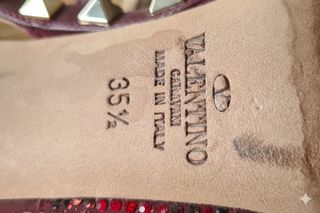 VALENTINO
GARAVANI
MADE IN ITALY
35½